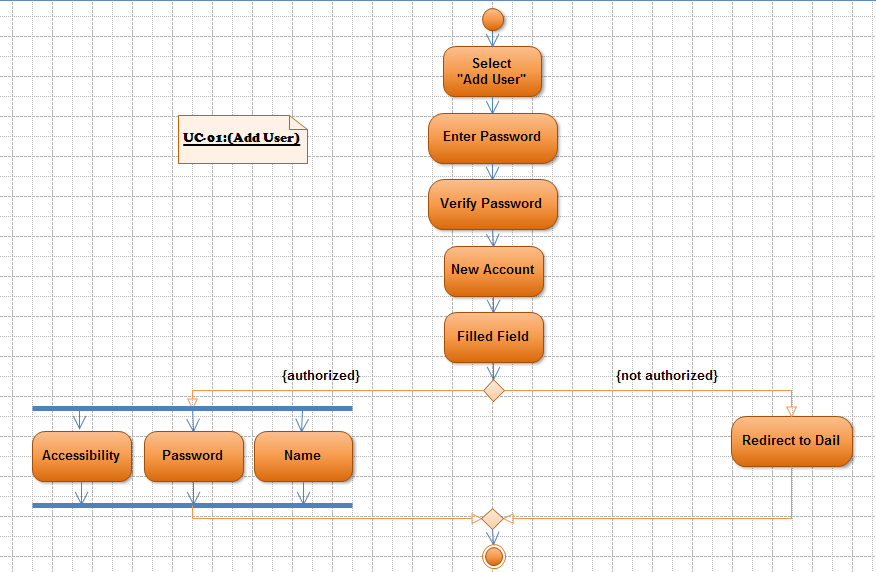 Select
"Add User"
UC-01:(Add User)
Enter Password
Verify Password
New Account
Filled Field
{authorized}
{not authorized}
Accessibility
Password
Name
Redirect to Dail